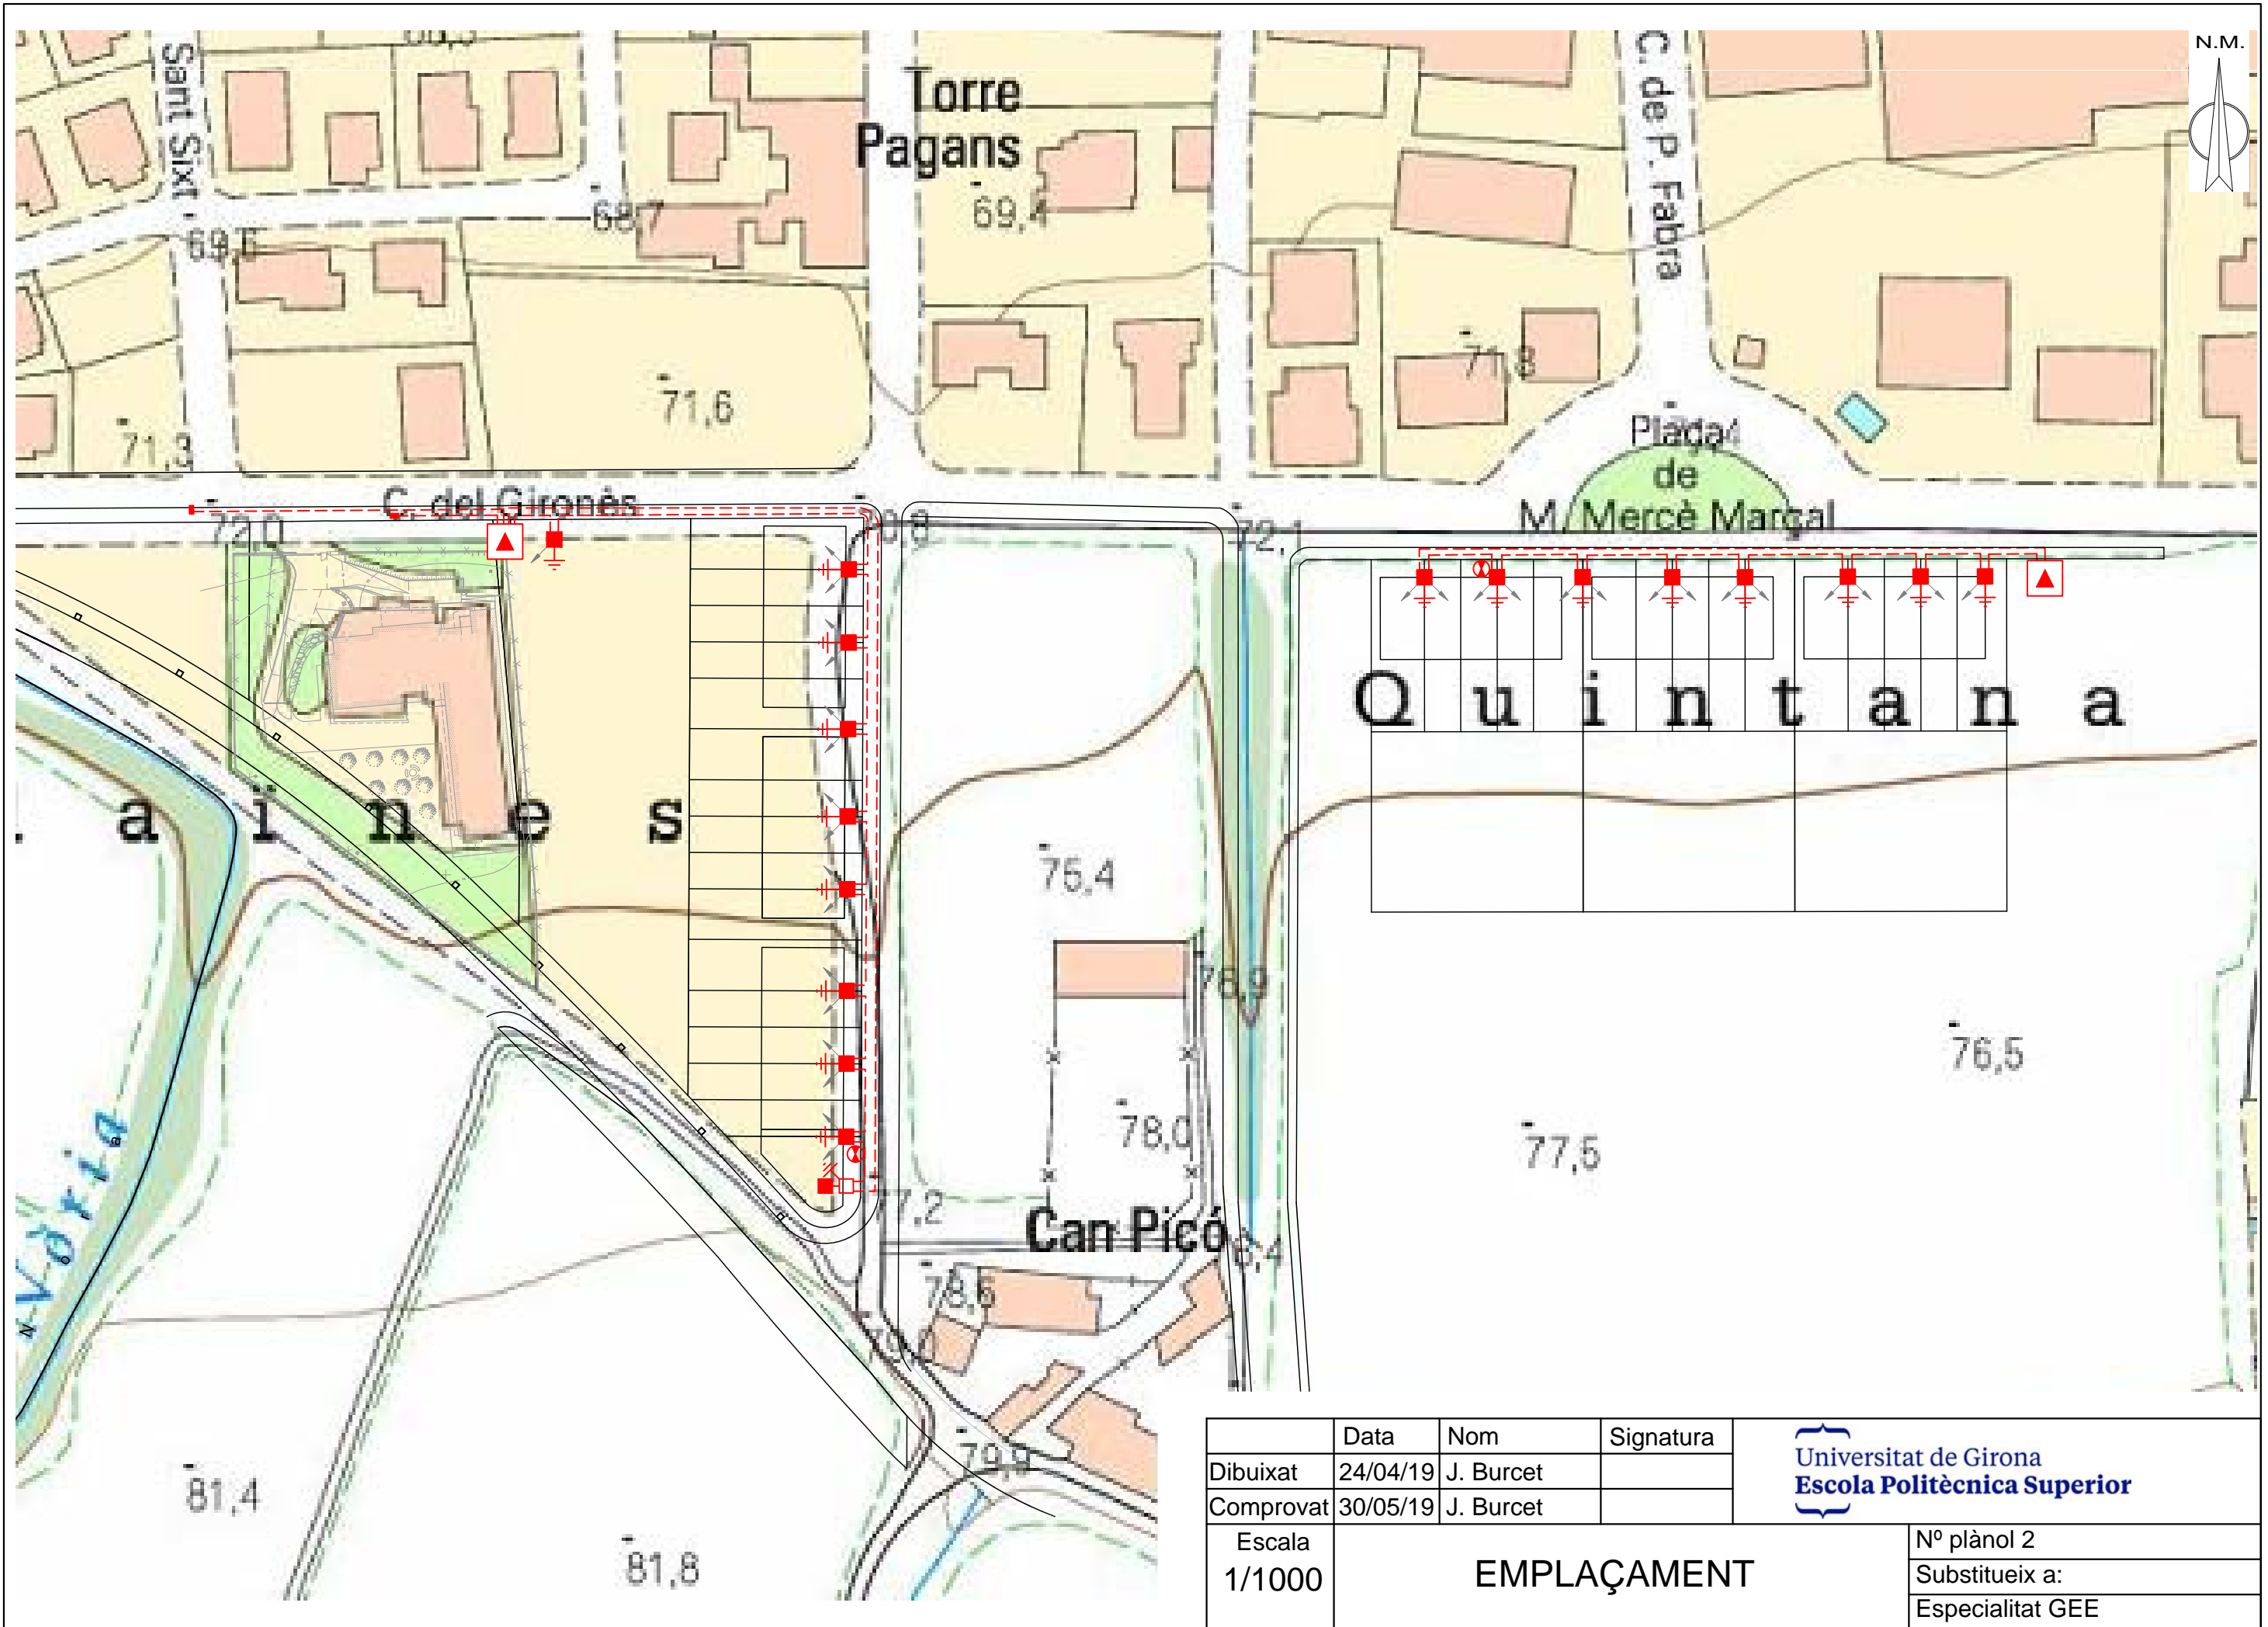 N.M.
Sant Sixt
Torre
Pagans
C. de P. Fabra
68,7
69,4
69,6
71,6
71,3
71,8
Plaça
de
M. Mercè Marçal
C. del Gironès
72,0
72,1
Quintana
aines
75,4
76,9
76,5
78,0
77,5
77,2
Can Picó
78,6
79,9
81,4
81,8
Data
Nom
Signatura
Dibuixat
24/04/19
J. Burcet
Comprovat
30/05/19
J. Burcet
Universitat de Girona
Escola Politècnica Superior
Escala
1/1000
EMPLAÇAMENT
Nº plànol 2
Substitueix a:
Especialitat GEE